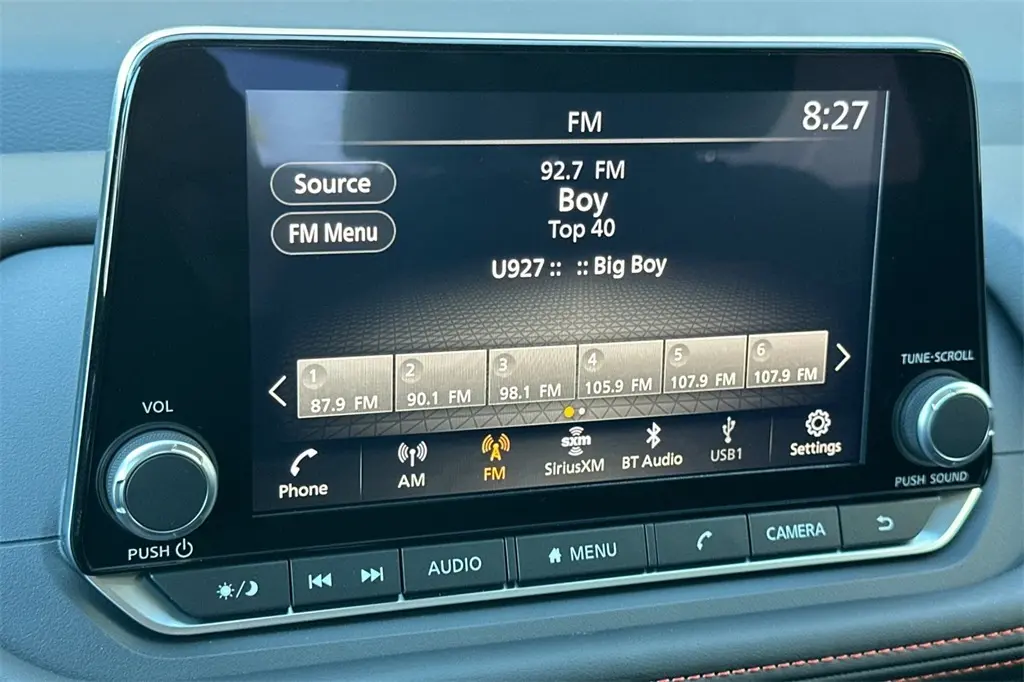 FM
8:27
Source
FM Menu
92.7 FM
Boy
Top 40
U927 :: :: Big Boy
1
87.9 FM
2
90.1 FM
3
98.1 FM
4
105.9 FM
5
107.9 FM
6
107.9 FM
Phone
AM
FM
sxm
SiriusXM
BT Audio
USB1
Settings
VOL
PUSH
TUNE·SCROLL
PUSH SOUND
AUDIO
MENU
CAMERA